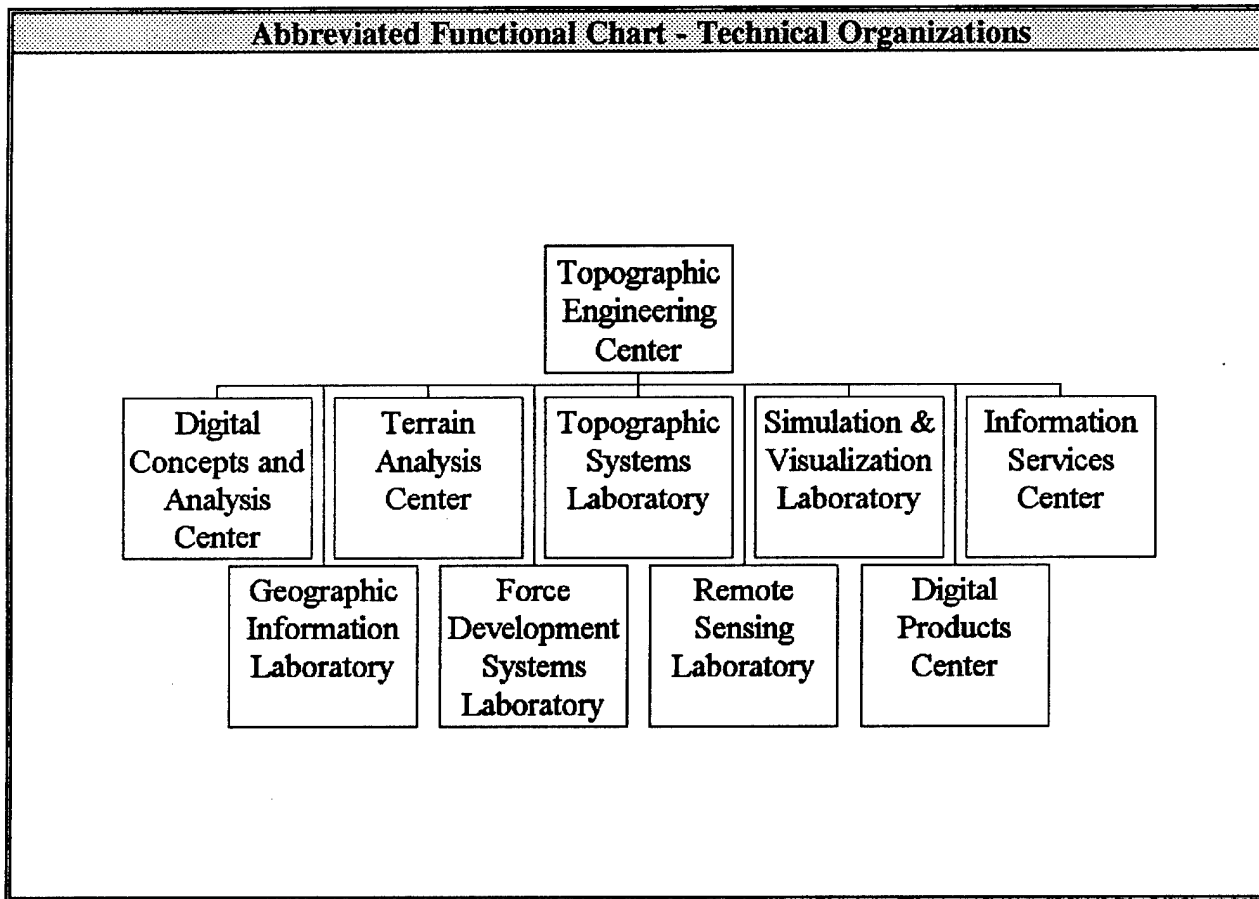 Abbreviated Functional Chart - Technical Organizations
Topographic
Engineering
Center
Digital
Concepts and
Analysis
Center
Terrain
Analysis
Center
Topographic
Systems
Laboratory
Simulation &
Visualization
Laboratory
Information
Services
Center
Geographic
Information
Laboratory
Force
Development
Systems
Laboratory
Remote
Sensing
Laboratory
Digital
Products
Center